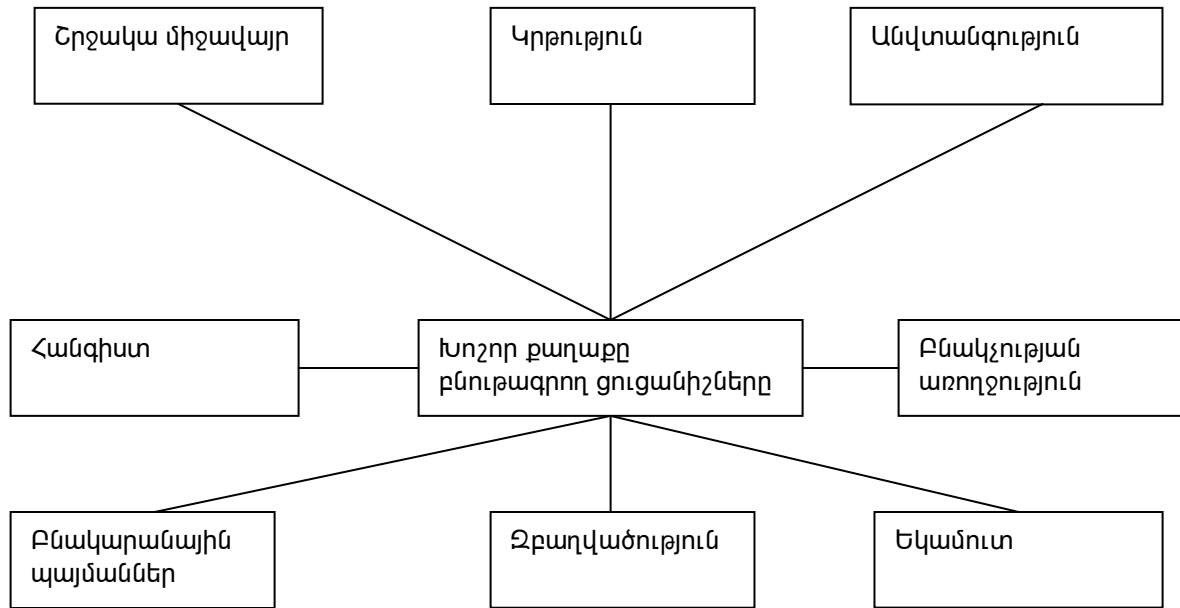 Շրջակա միջավայր
Կրթություն
Անվտանգություն
Հանգիստ
Խոշոր քաղաքը
բնութագրող ցուցանիշները
Բնակչության
առողջություն
Բնակարանային
պայմաններ
Զբաղվածություն
Եկամուտ